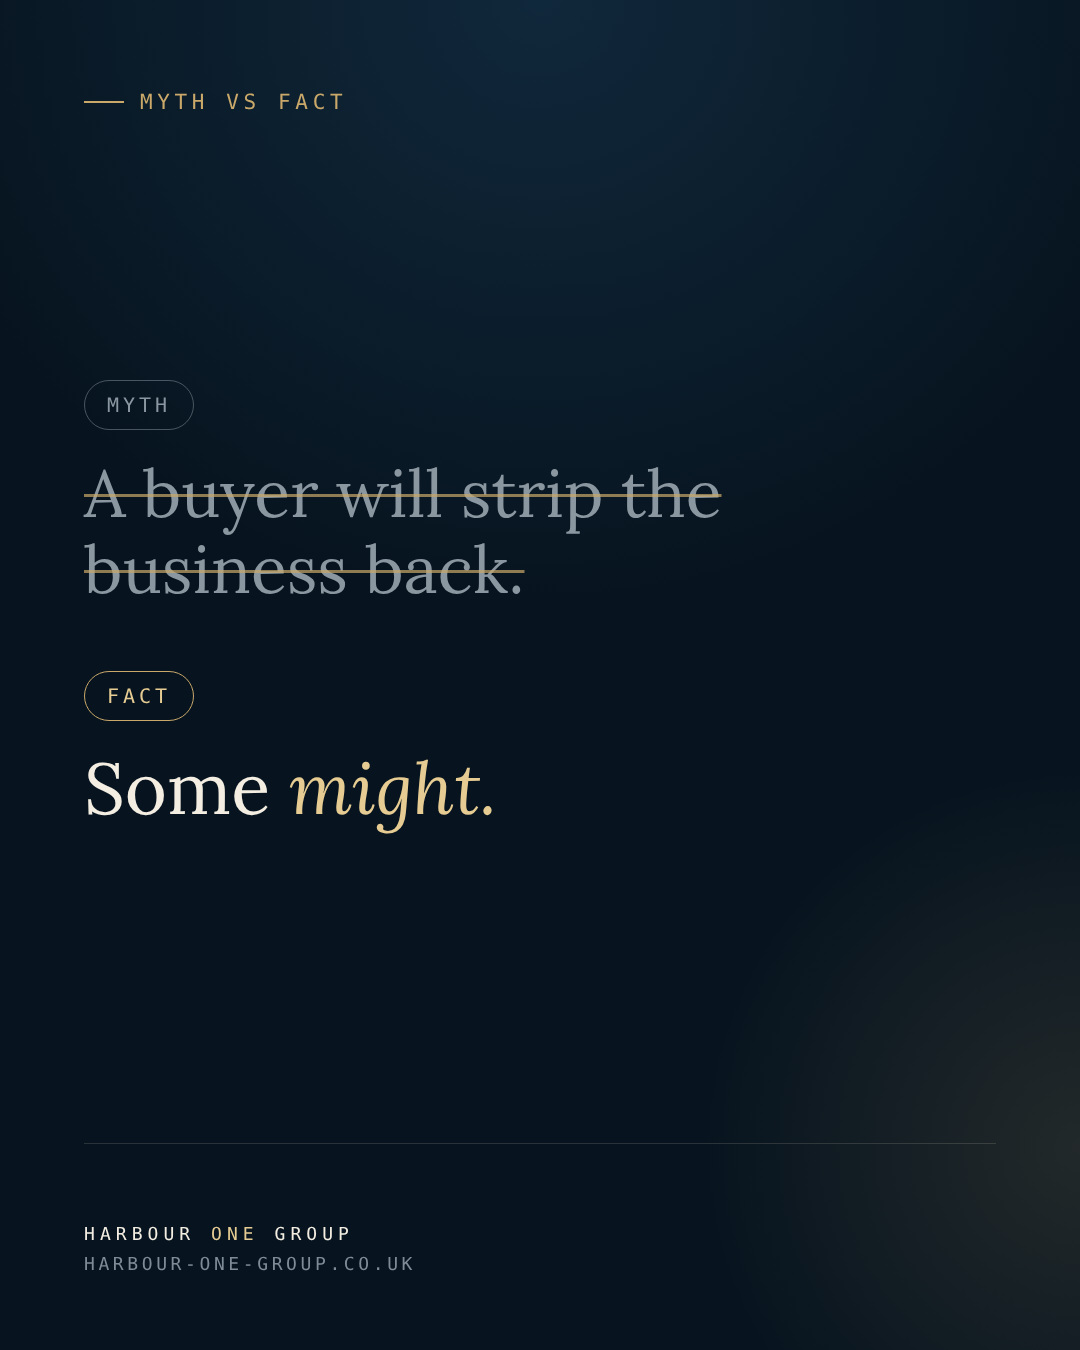 MYTH VS FACT
MYTH
A buyer will strip the
business back.
FACT
Some might.
HARBOUR ONE GROUP
HARBOUR-ONE-GROUP.CO.UK